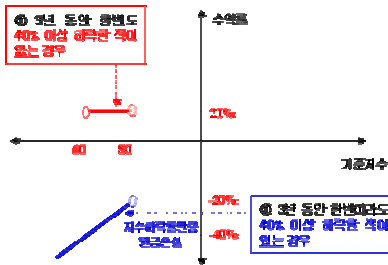 ① 3년 동안 한번도
40% 이상 하락한 적이
없는 경우
수익률
21%
60
80
기준지수
-20%
-40%
지수하락률만큼
원금손실
② 3년 동안 한번이라도
40% 이상 하락한 적이
있는 경우